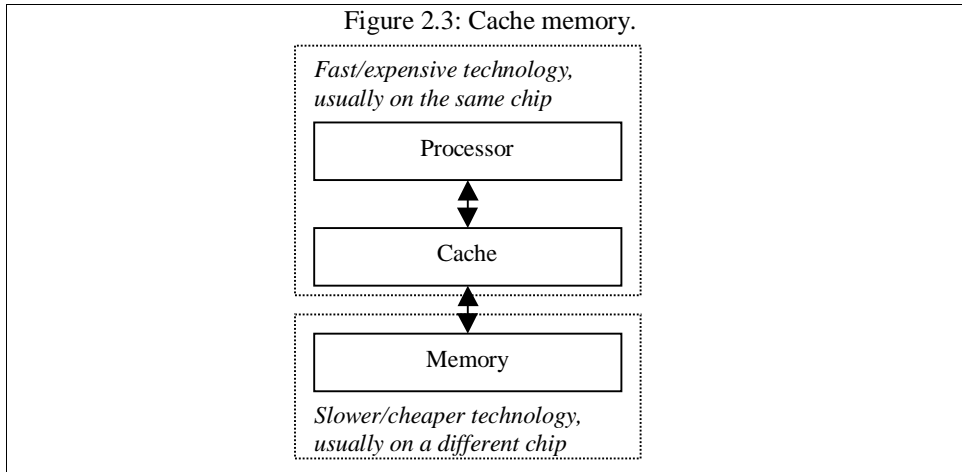 Figure 2.3: Cache memory.
Fast/expensive technology,
usually on the same chip
Processor
Cache
Memory
Slower/cheaper technology,
usually on a different chip